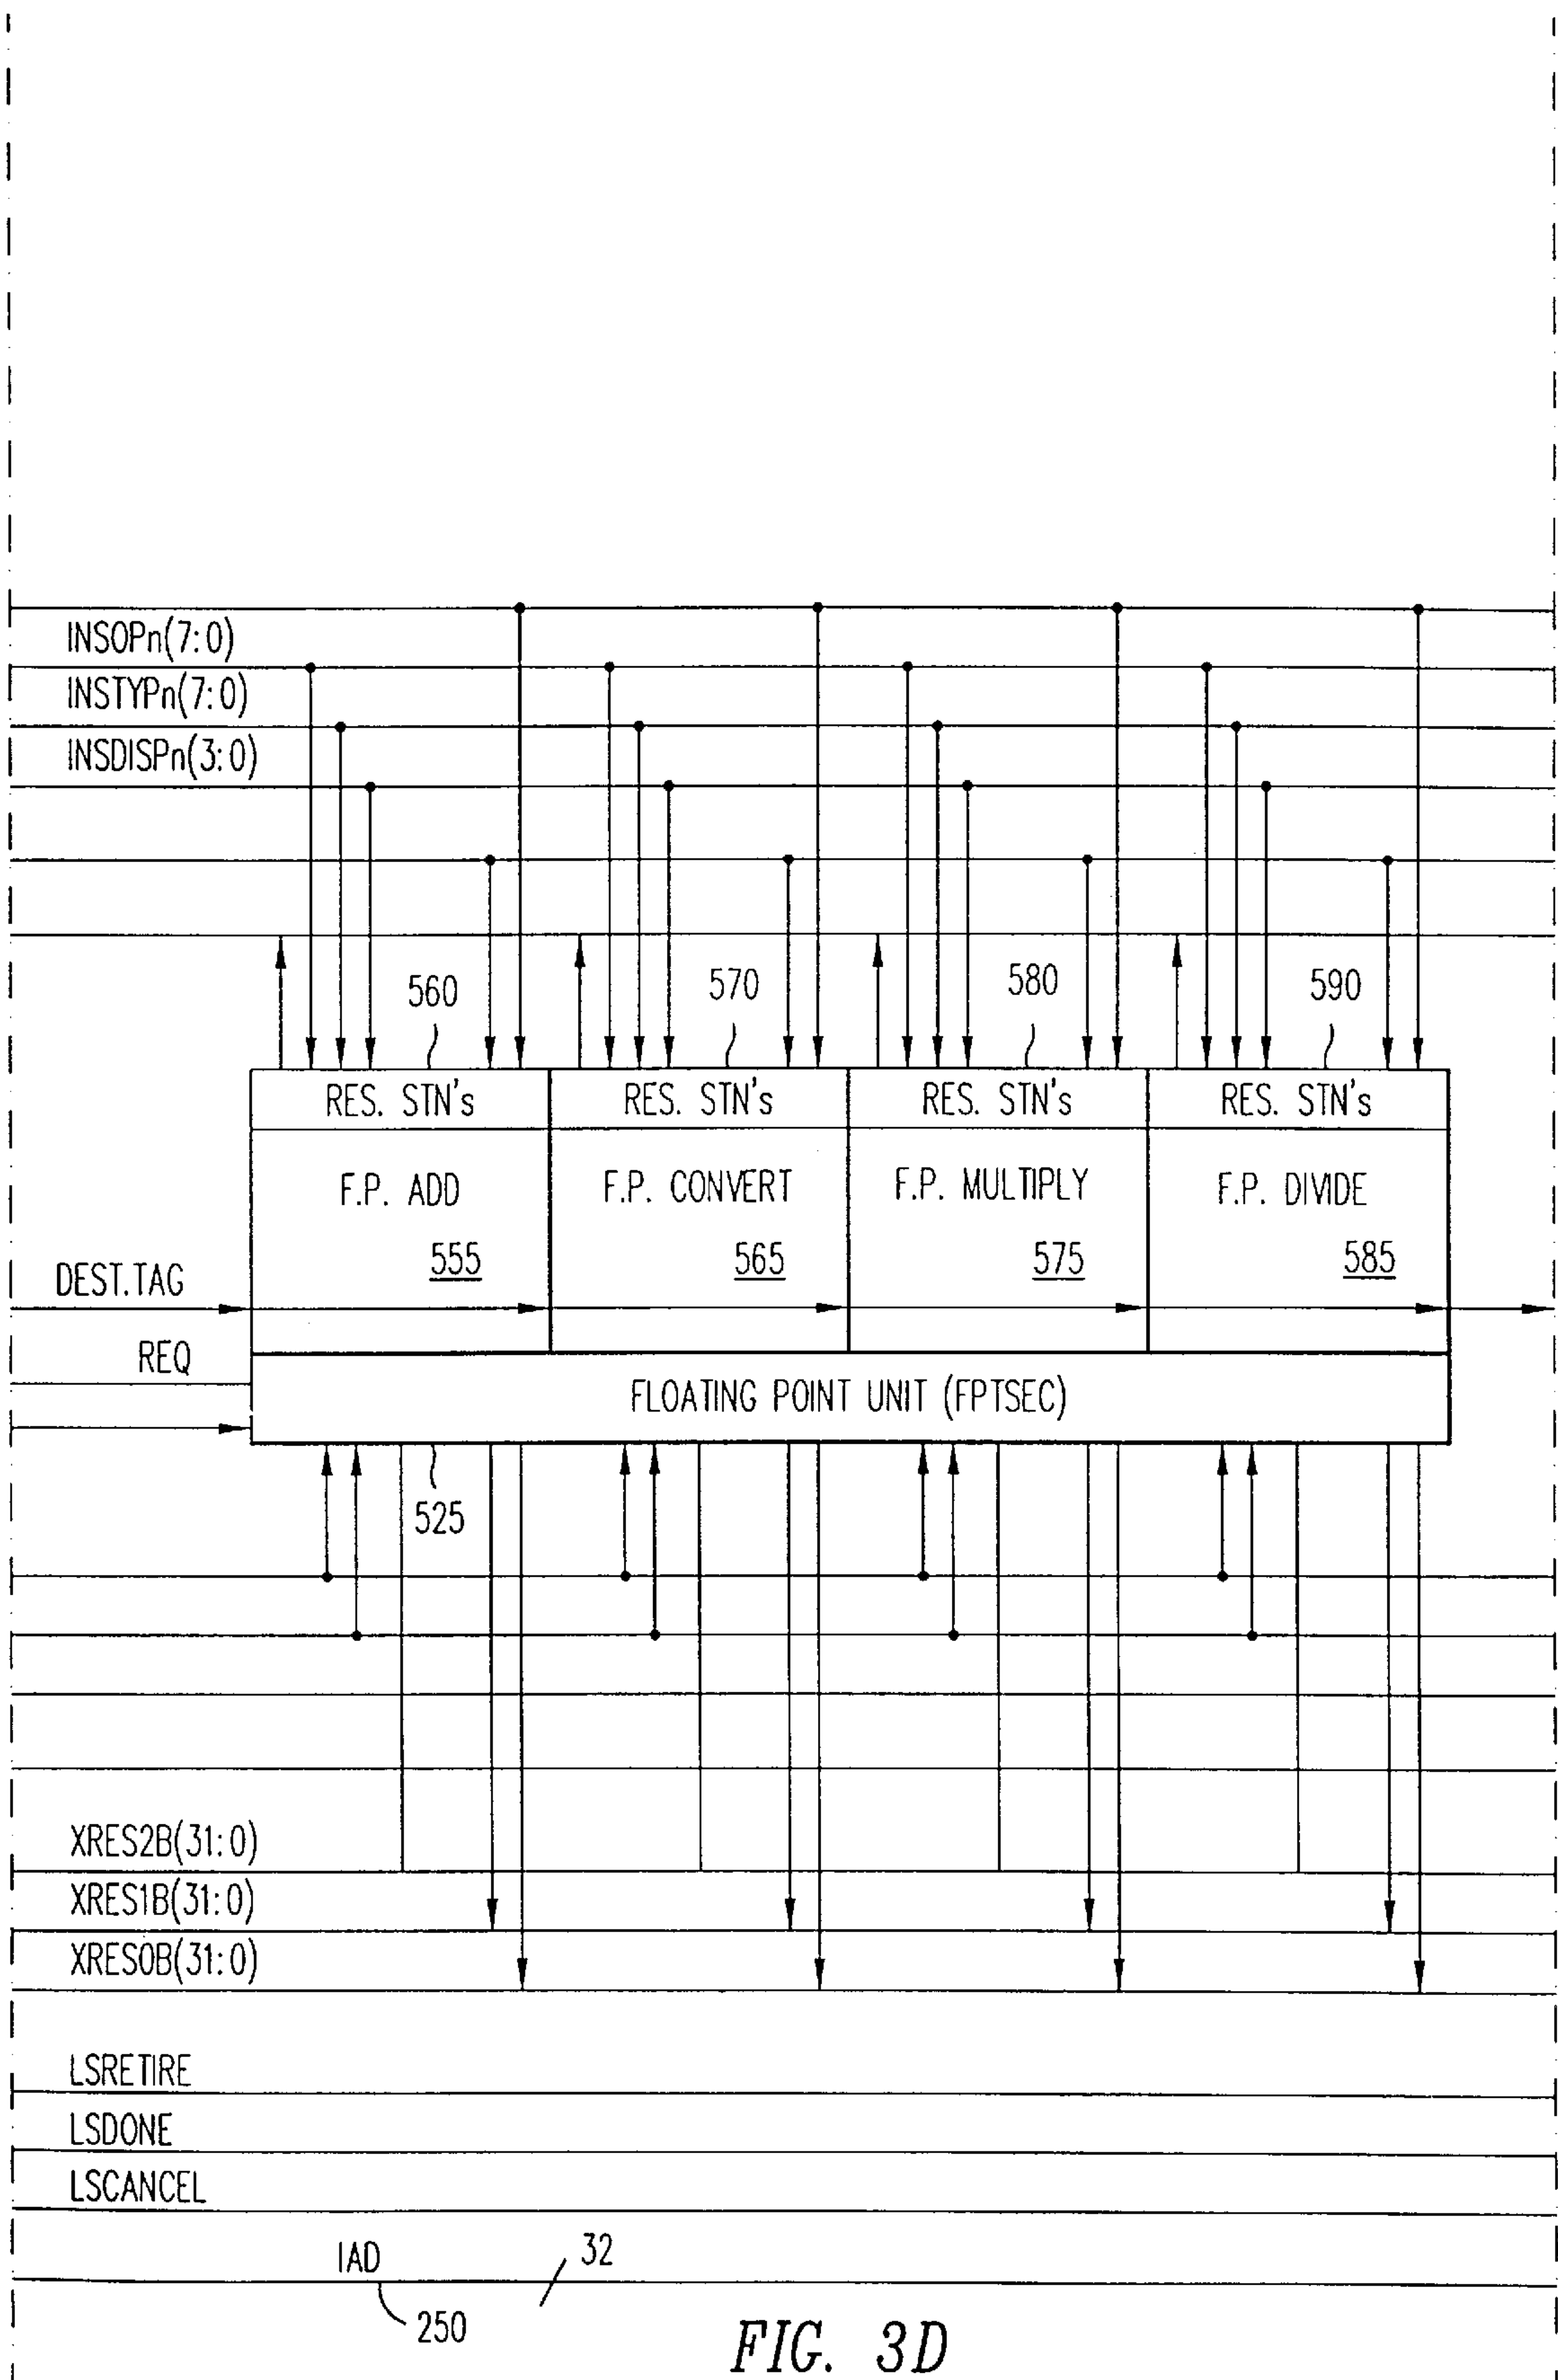 INSOPn(7:0)
INSTYPn(7:0)
INSDISPn(3:0)
560 570 580 590
RES. STN's RES. STN's RES. STN's RES. STN's
F.P. ADD F.P. CONVERT F.P. MULTIPLY F.P. DIVIDE
555 565 575 585
DEST.TAG
REQ
FLOATING POINT UNIT (FPTSEC)
525
XRES2B(31:0)
XRES1B(31:0)
XRES0B(31:0)
LSRETIRE
LSDONE
LSCANCEL
IAD 32
250
FIG. 3D